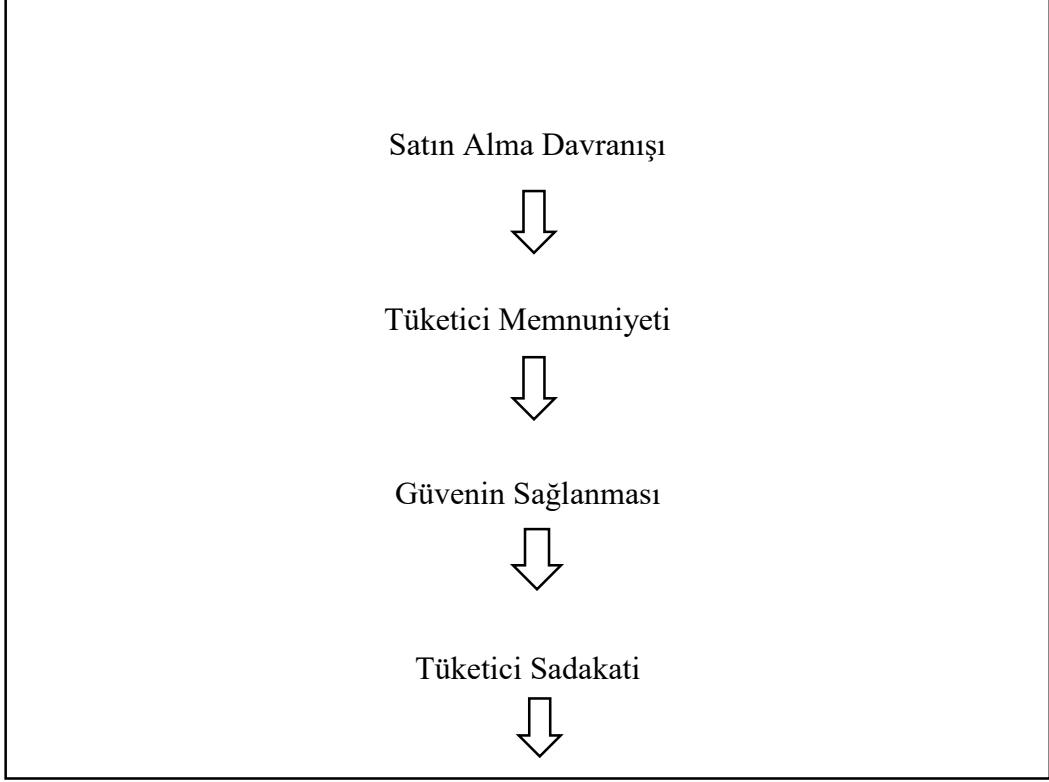 Satın Alma Davranışı
Tüketici Memnuniyeti
Güvenin Sağlanması
Tüketici Sadakati